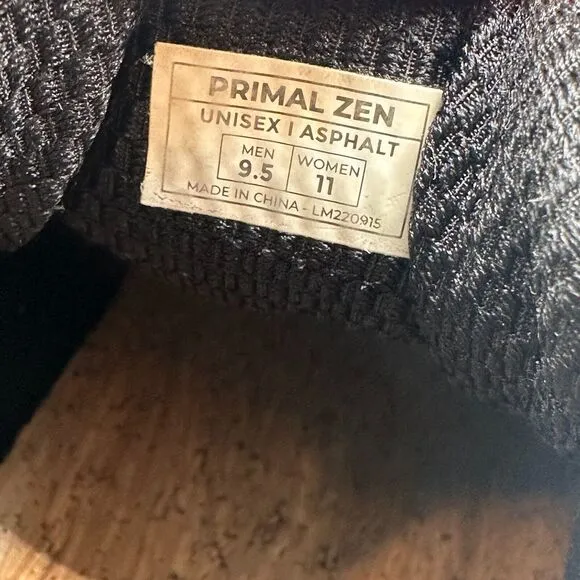 PRIMAL ZEN
UNISEX | ASPHALT
MEN
9.5
WOMEN
11
MADE IN CHINA - LM220915